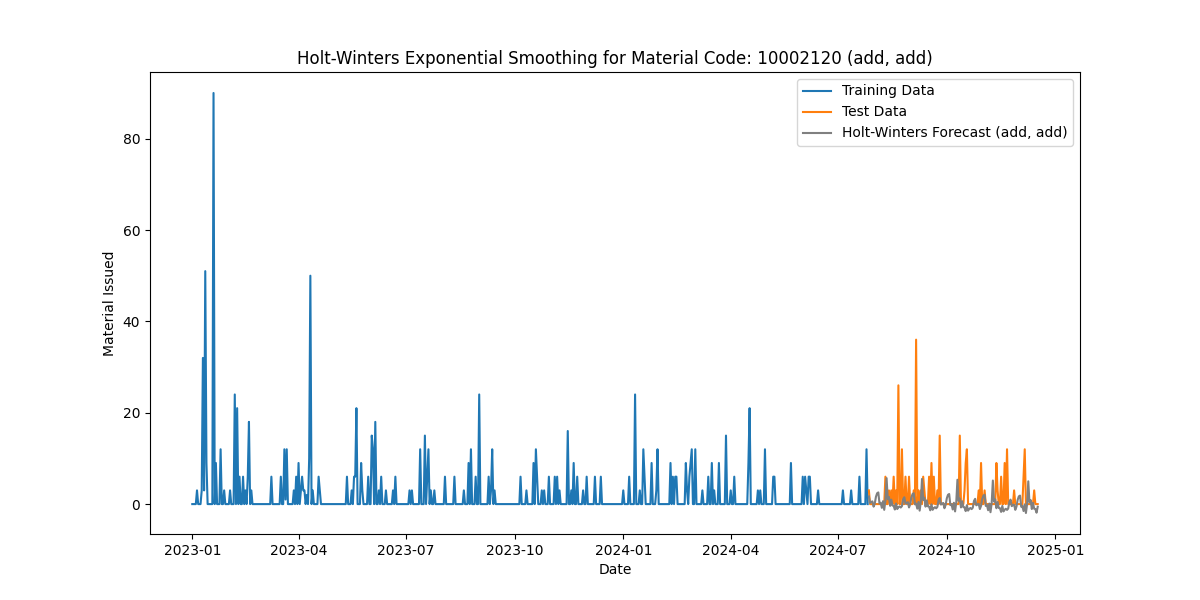 Holt-Winters Exponential Smoothing for Material Code: 10002120 (add, add)
Training Data
Test Data
Holt-Winters Forecast (add, add)
Material Issued
80
60
40
20
0
2023-01 2023-04 2023-07 2023-10 2024-01 2024-04 2024-07 2024-10 2025-01
Date